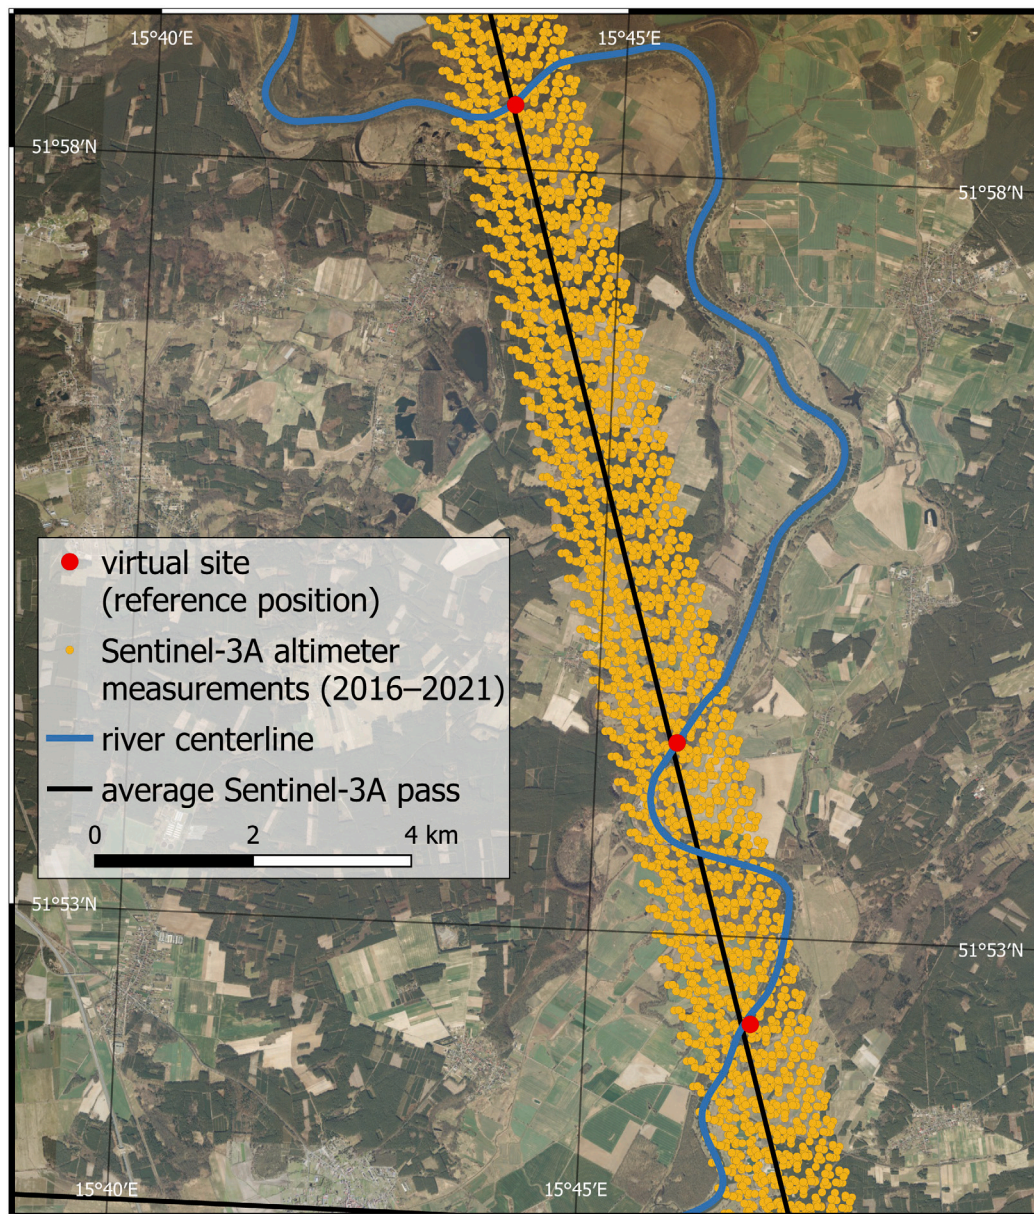 15°40′E
15°45′E
51°58′N
51°58′N
virtual site
(reference position)
Sentinel-3A altimeter
measurements (2016–2021)
river centerline
average Sentinel-3A pass
0 2 4 km
51°53′N
51°53′N
15°40′E
15°45′E